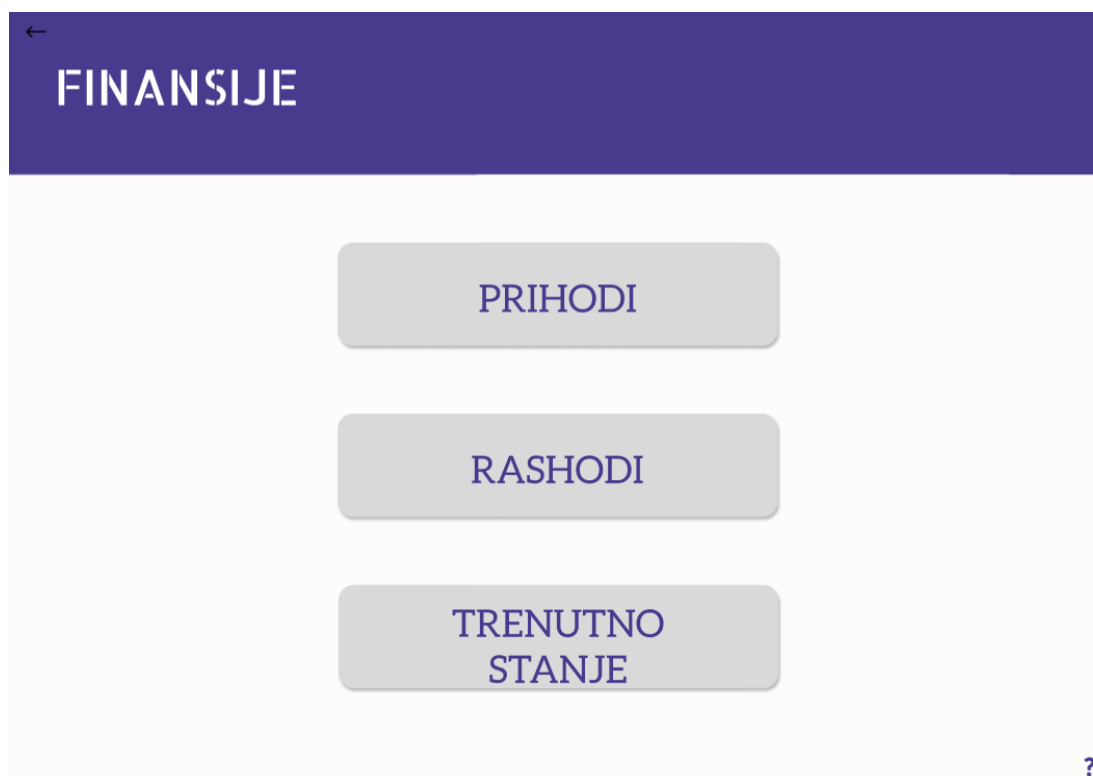 ←
FINANSIJE
PRIHODI
RASHODI
TRENUTNO
STANJE
?